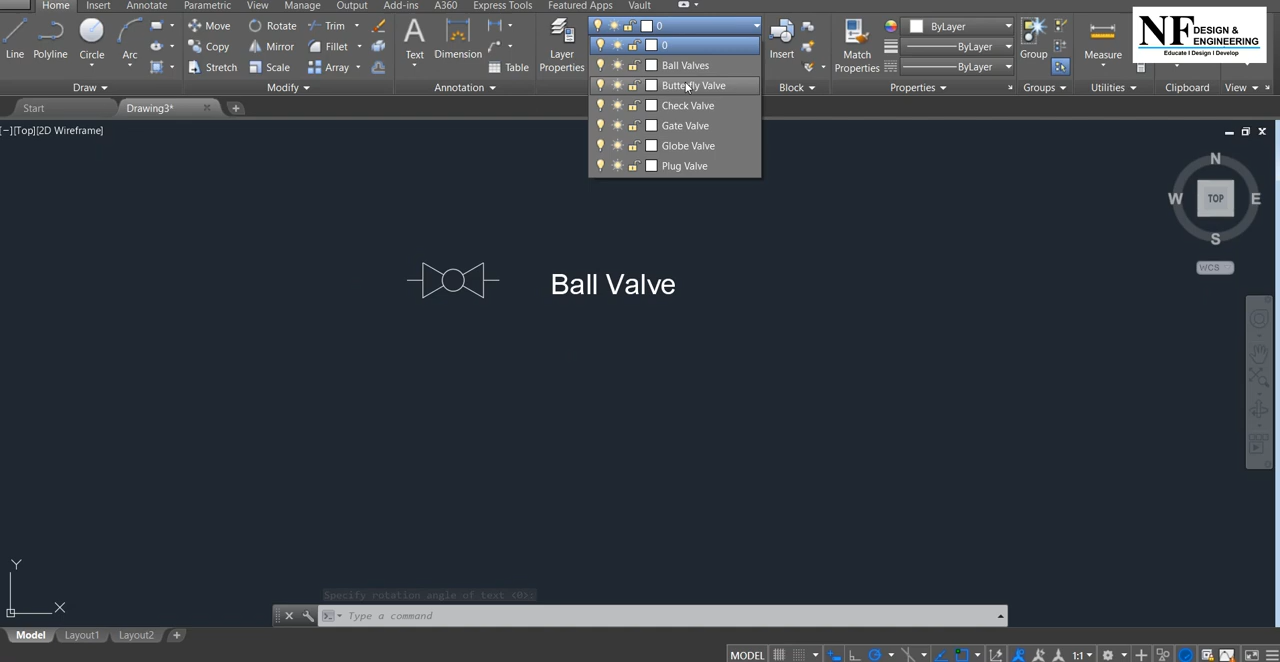 Home Insert Annotate Parametric View Manage Output Add-ins A360 Express Tools Featured Apps Vault
Line Polyline Circle Arc
Move Rotate Trim
Copy Mirror Fillet
Stretch Scale Array
Text Dimension Table
Layer Properties
0
0
Ball Valves
Butterfly Valve
Check Valve
Gate Valve
Globe Valve
Plug Valve
Insert
Match Properties
ByLayer
ByLayer
ByLayer
Group
Measure
NF DESIGN & ENGINEERING
Educate I Design I Develop
Draw Modify Annotation Block Properties Groups Utilities Clipboard View
Start Drawing3*
[−][Top][2D Wireframe]
N
W TOP E
S
WCS
Ball Valve
Y
X
Specify rotation angle of text <0>:
Type a command
Model Layout1 Layout2
MODEL 1:1